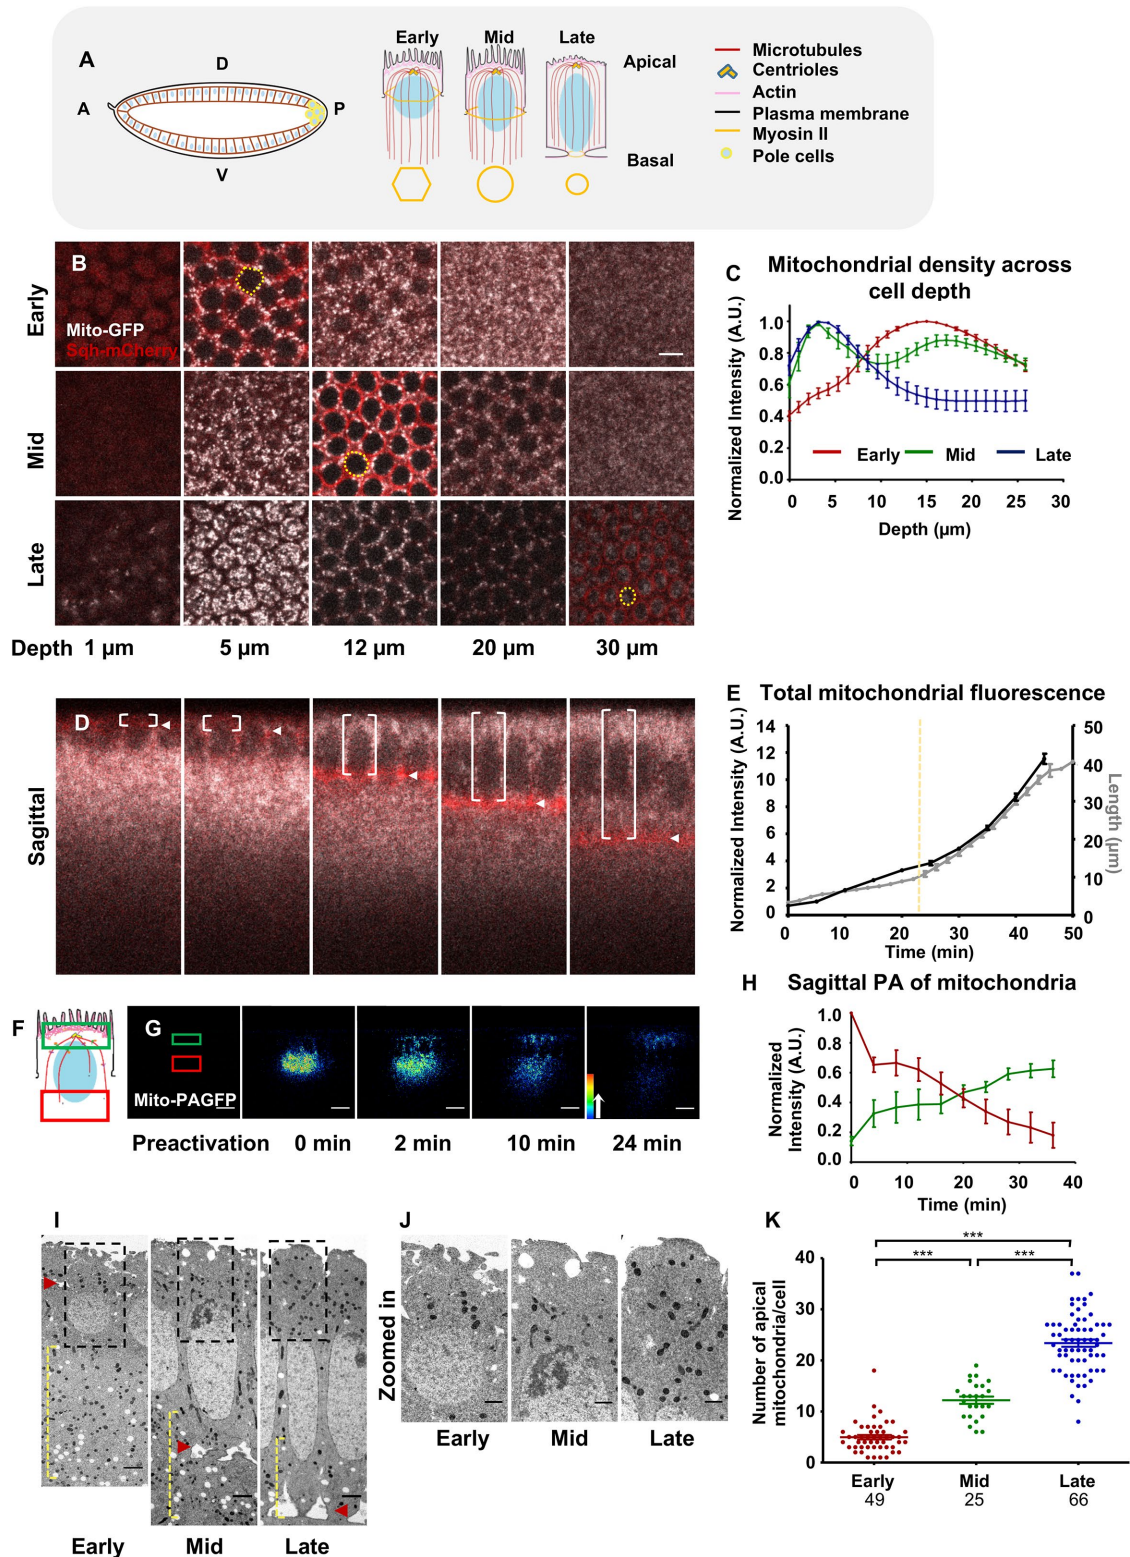 A
D
A
P
V
Early
Mid
Late
Apical
Basal
Microtubules
Centrioles
Actin
Plasma membrane
Myosin II
Pole cells
B
Early
Mito-GFP
Sqh-mCherry
Mid
Late
Depth 1 µm 5 µm 12 µm 20 µm 30 µm
C Mitochondrial density across
cell depth
Normalized Intensity (A.U.)
1.0
0.8
0.6
0.4
0.2
0.0
Early Mid Late
0 5 10 15 20 25 30
Depth (µm)
D
Sagittal
E Total mitochondrial fluorescence
Normalized Intensity (A.U.)
14
12
10
8
6
4
2
0
50
40
30
20
10
0
Length (µm)
0 10 20 30 40 50
Time (min)
F
G
Mito-PAGFP
Preactivation 0 min 2 min 10 min 24 min
H Sagittal PA of mitochondria
Normalized
Intensity (A.U.)
1.0
0.8
0.6
0.4
0.2
0.0
0 10 20 30 40
Time (min)
I
Early Mid Late
J
Zoomed in
Early Mid Late
K
Number of apical
mitochondria/cell
40
30
20
10
0
***
*** ***
Early Mid Late
49 25 66